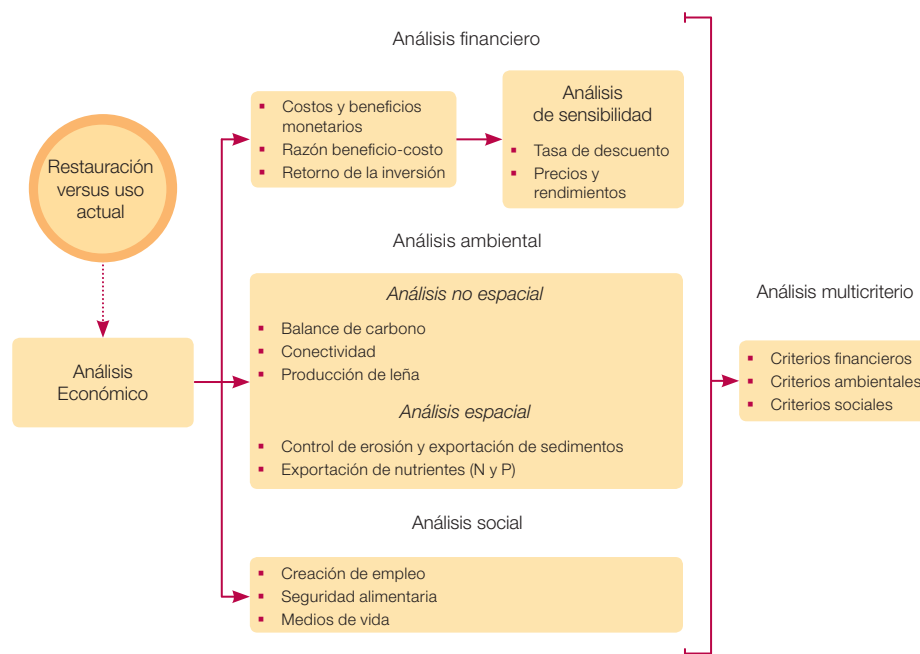 Restauración
versus uso
actual
Análisis
Económico
Análisis financiero
Costos y beneficios
monetarios
Razón beneficio-costo
Retorno de la inversión
Análisis
de sensibilidad
Tasa de descuento
Precios y
rendimientos
Análisis ambiental
Análisis no espacial
Balance de carbono
Conectividad
Producción de leña
Análisis espacial
Control de erosión y exportación de sedimentos
Exportación de nutrientes (N y P)
Análisis social
Creación de empleo
Seguridad alimentaria
Medios de vida
Análisis multicriterio
Criterios financieros
Criterios ambientales
Criterios sociales